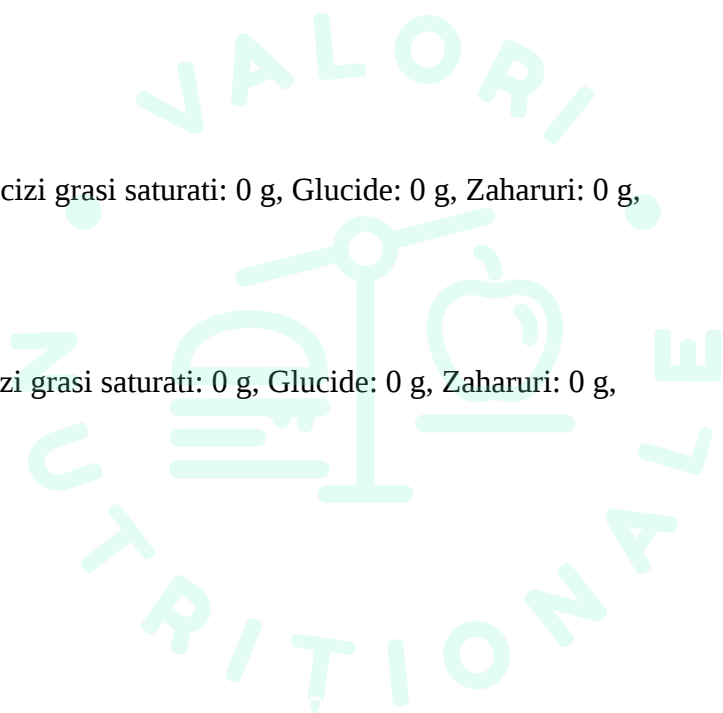 VALORI
cizi grasi saturati: 0 g, Glucide: 0 g, Zaharuri: 0 g,
zi grasi saturati: 0 g, Glucide: 0 g, Zaharuri: 0 g,
NUTRITIONALE